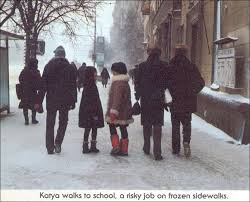 Katya walks to school, a risky job on frozen sidewalks.